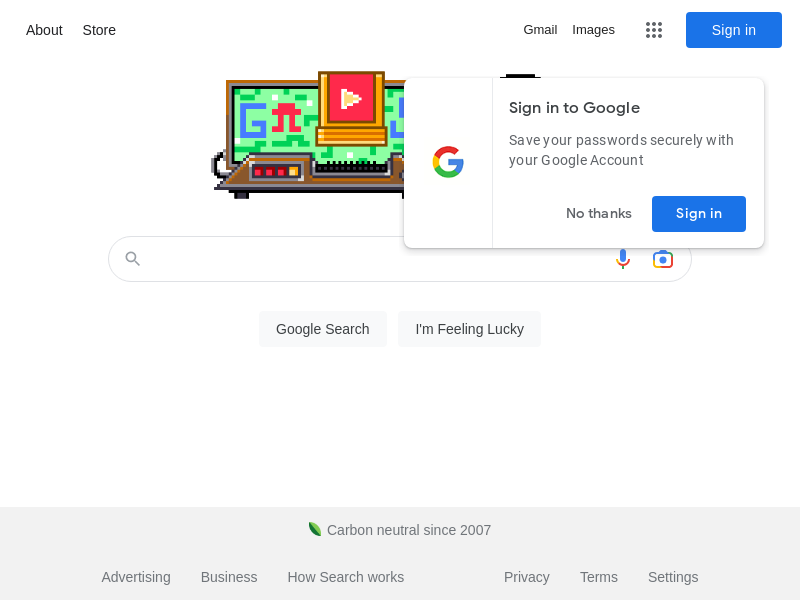 About
Store
Gmail
Images
Sign in
Sign in to Google
Save your passwords securely with
your Google Account
No thanks
Sign in
Google Search
I'm Feeling Lucky
Carbon neutral since 2007
Advertising
Business
How Search works
Privacy
Terms
Settings